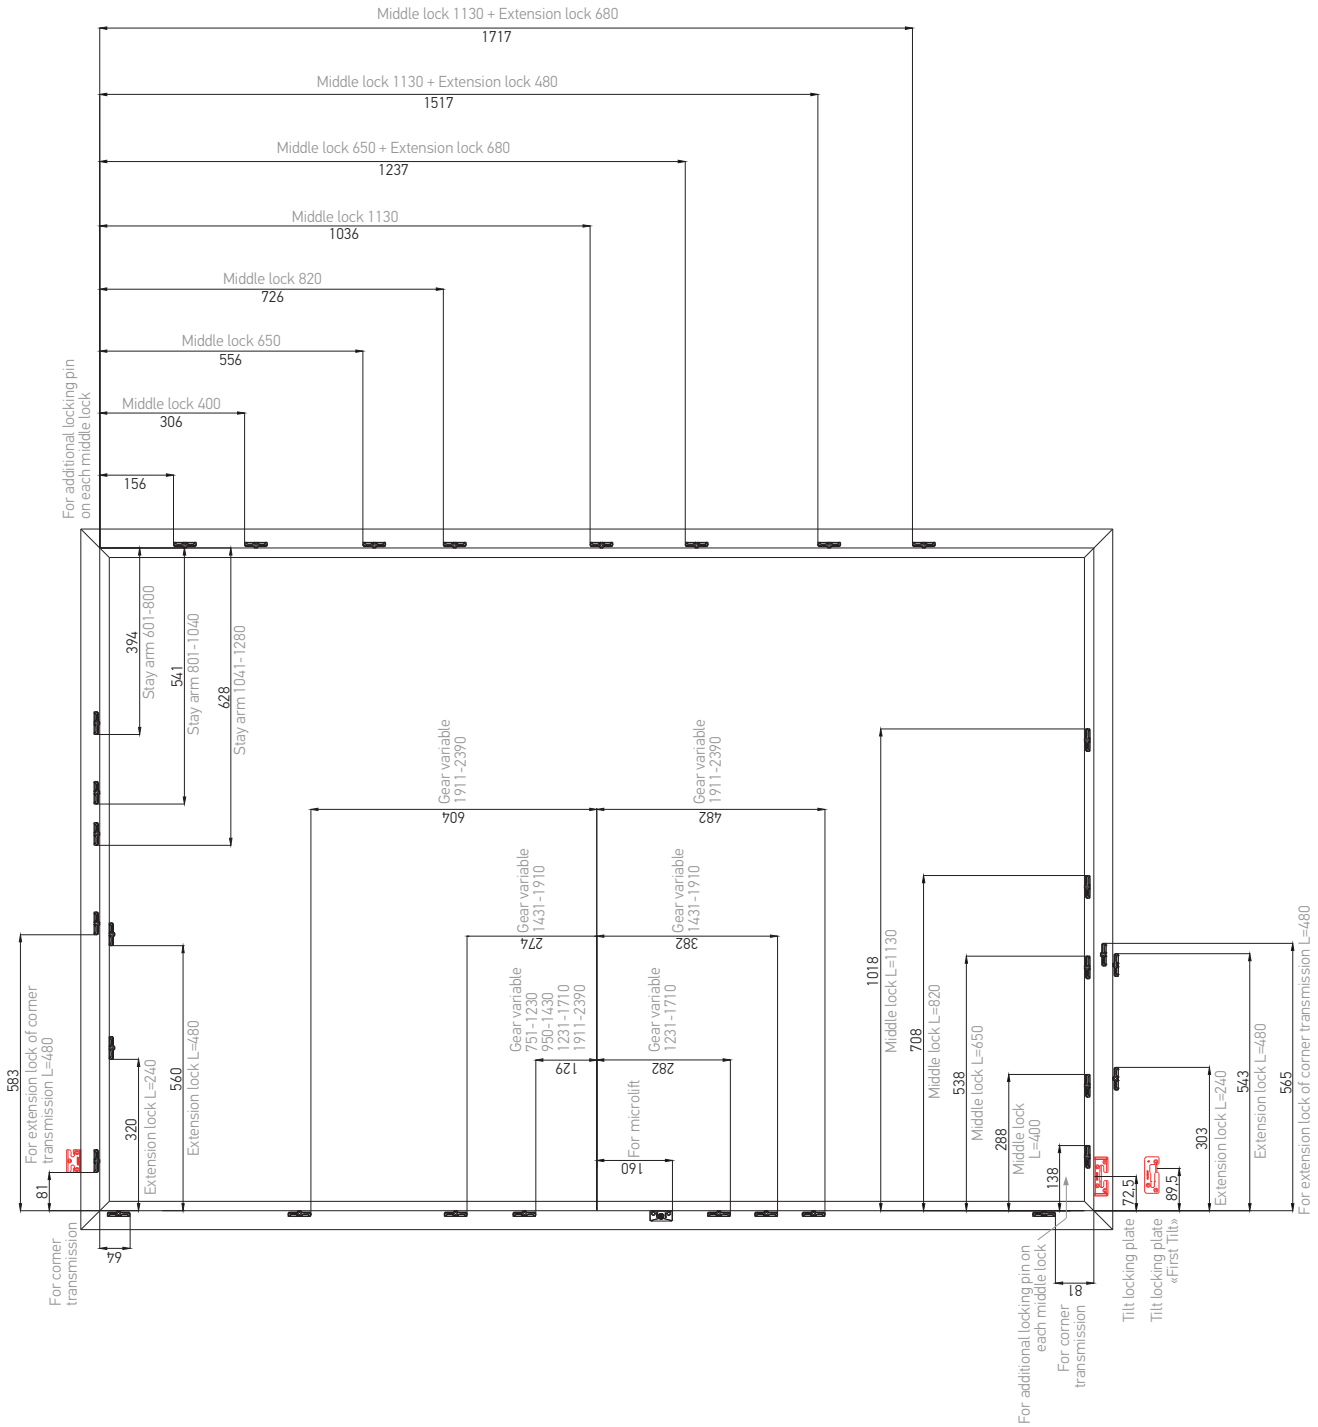 Middle lock 1130 + Extension lock 680
1717
Middle lock 1130 + Extension lock 480
1517
Middle lock 650 + Extension lock 680
1237
Middle lock 1130
1036
Middle lock 820
726
Middle lock 650
556
Middle lock 400
306
156
For additional locking pin
on each middle lock
394
Stay arm 601-800
541
Stay arm 801-1040
628
Stay arm 1041-1280
Gear variable
1911-2390
604
Gear variable
1911-2390
482
Gear variable
1431-1910
274
Gear variable
1431-1910
382
Gear variable
751-1230
950-1430
1231-1710
1911-2390
129
Gear variable
1231-1710
282
For microlift
160
1018
Middle lock L=1130
708
Middle lock L=820
538
Middle lock L=650
288
Middle lock
L=400
138
583
For extension lock of corner
transmission L=480
81
320
Extension lock L=240
560
Extension lock L=480
For corner
transmission
64
For additional locking pin on
each middle lock
81
For corner
transmission
72,5
Tilt locking plate
89,5
Tilt locking plate
«First Tilt»
303
Extension lock L=240
543
Extension lock L=480
565
For extension lock of corner transmission L=480